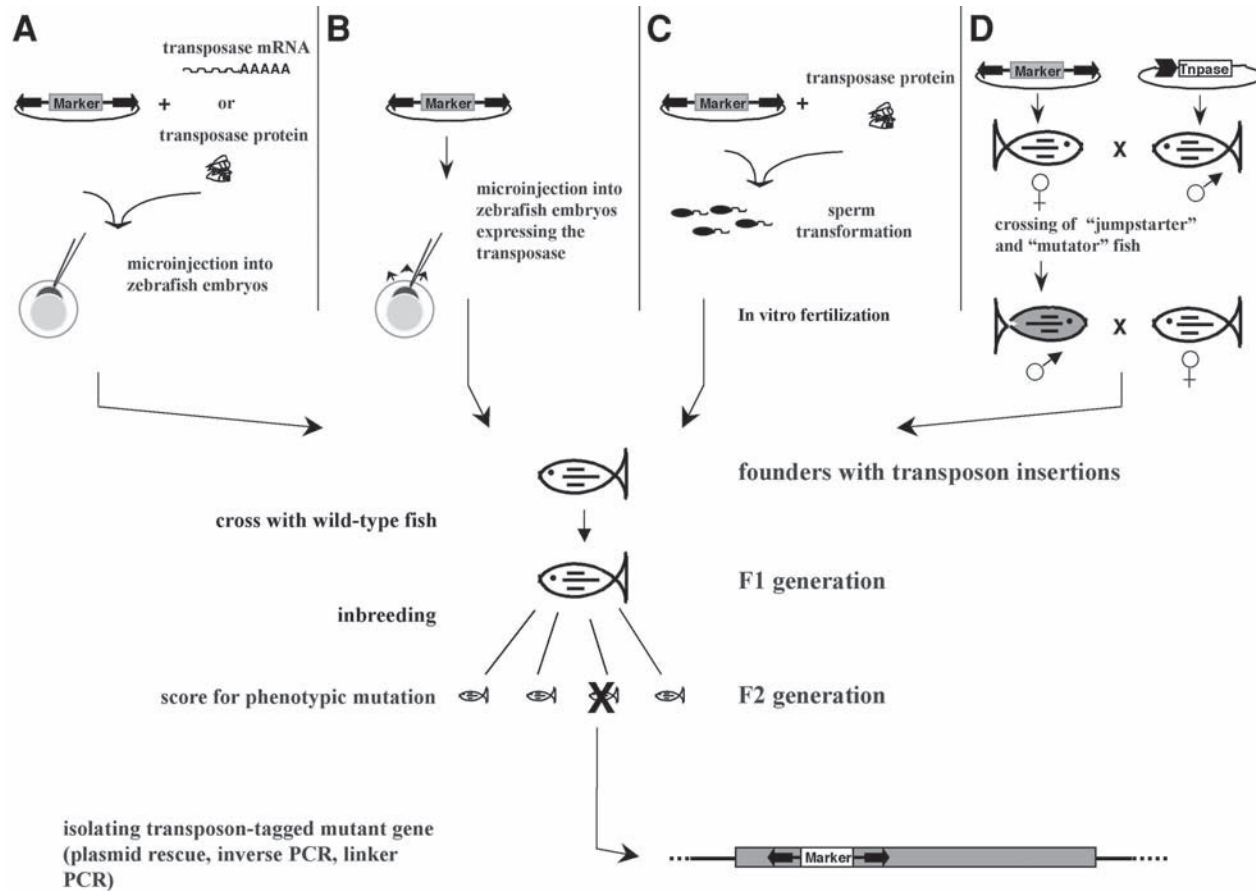 A
transposase mRNA
AAAAA
Marker
+
or
transposase protein
microinjection into
zebrafish embryos
B
Marker
microinjection into
zebrafish embryos
expressing the
transposase
C
transposase protein
Marker
+
sperm
transformation
In vitro fertilization
D
Marker
Tnpase
X
♀
♂
crossing of "jumpstarter"
and "mutator" fish
X
♂
♀
founders with transposon insertions
cross with wild-type fish
F1 generation
inbreeding
score for phenotypic mutation
X
F2 generation
isolating transposon-tagged mutant gene
(plasmid rescue, inverse PCR, linker
PCR)
Marker